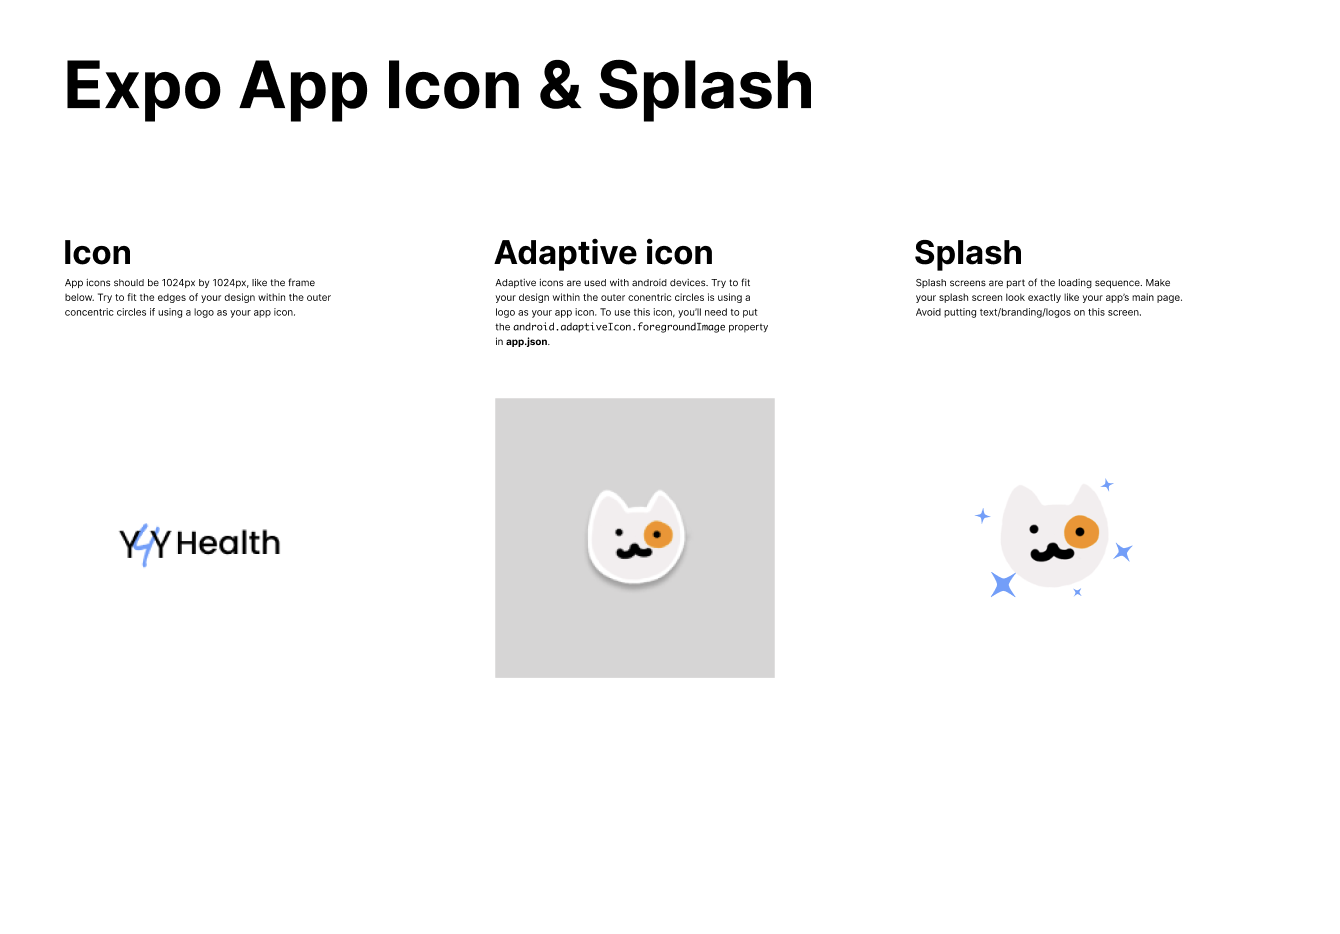 Expo App Icon & Splash
Icon
App icons should be 1024px by 1024px, like the frame
below. Try to fit the edges of your design within the outer
concentric circles if using a logo as your app icon.
Adaptive icon
Adaptive icons are used with android devices. Try to fit
your design within the outer conentric circles is using a
logo as your app icon. To use this icon, you'll need to put
the android.adaptiveIcon.foregroundImage property
in app.json.
Splash
Splash screens are part of the loading sequence. Make
your splash screen look exactly like your app's main page.
Avoid putting text/branding/logos on this screen.
Y4Y Health